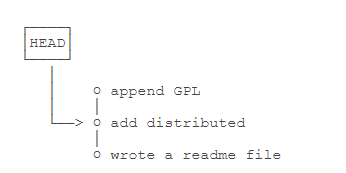 HEAD
append GPL
add distributed
wrote a readme file